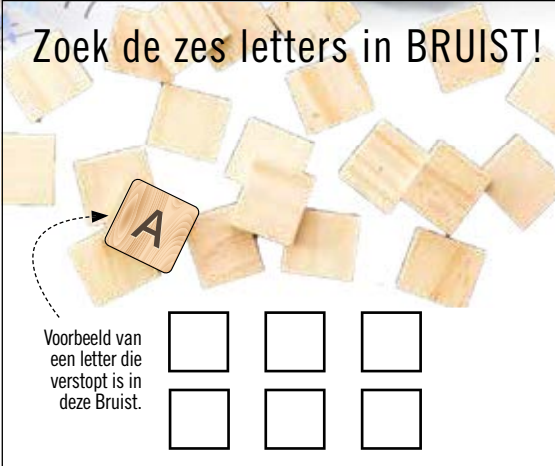 Zoek de zes letters in BRUIST!
A
Voorbeeld van
een letter die
verstopt is in
deze Bruist.